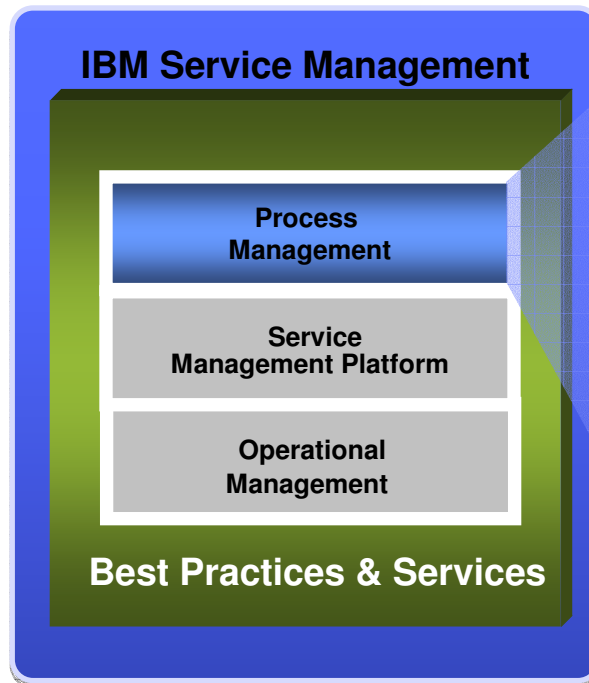 IBM Service Management
Process
Management
Service
Management Platform
Operational
Management
Best Practices & Services